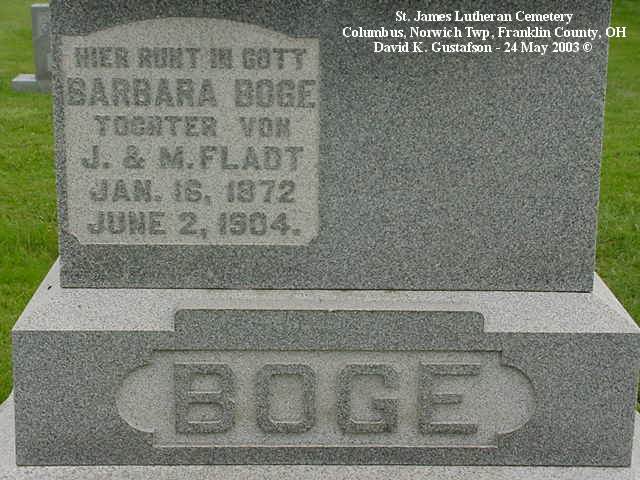 St. James Lutheran Cemetery
Columbus, Norwich Twp, Franklin County, OH
David K. Gustafson - 24 May 2003 ©
HIER RUHT IN GOTT
BARBARA BOGE
TOCHTER VON
J. & M. FLADT
JAN. 16, 1872
JUNE 2, 1904.
BOGE